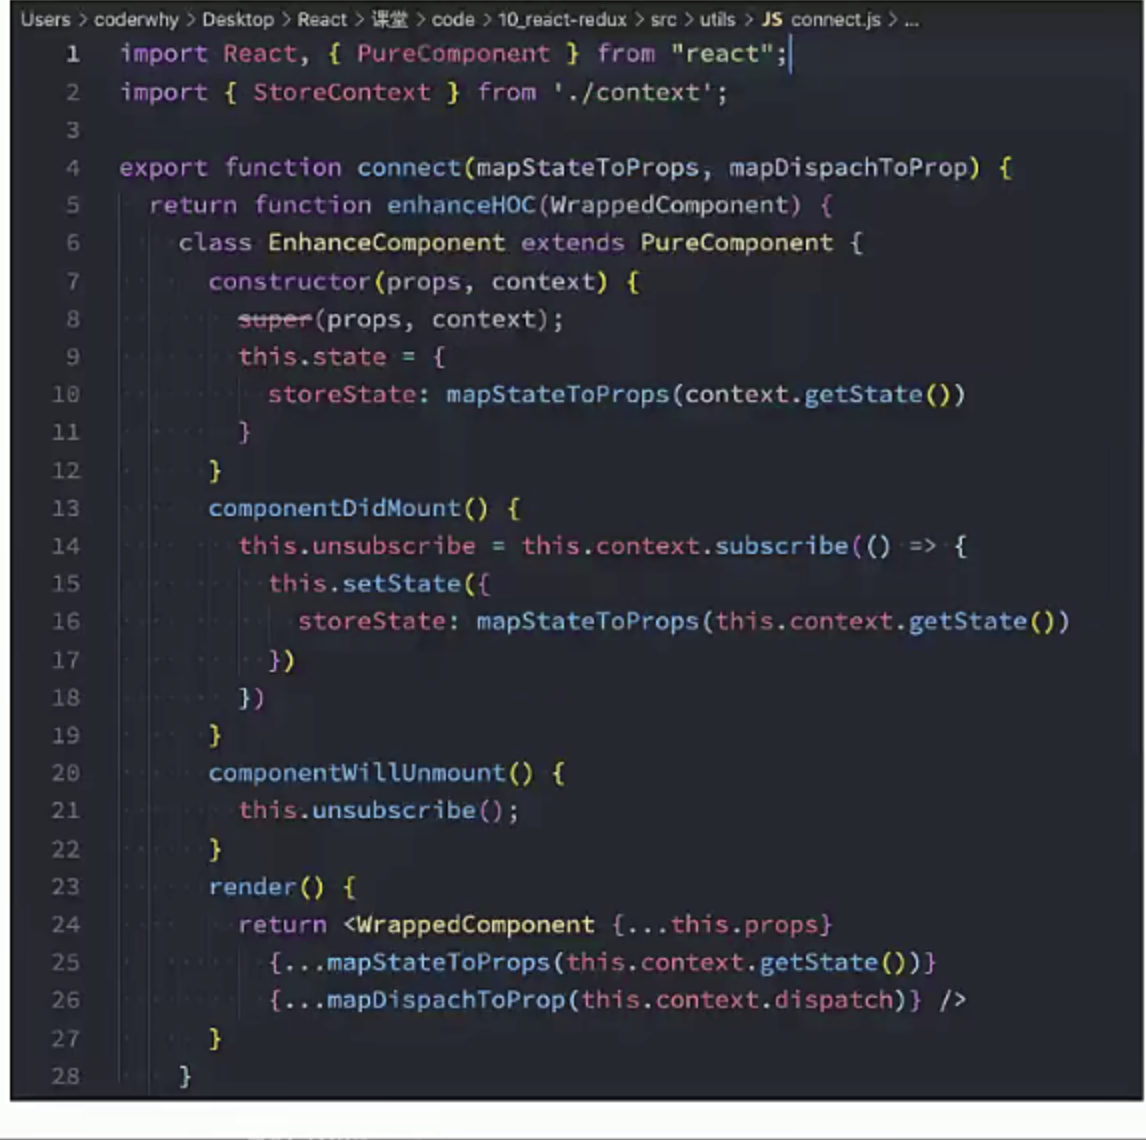 Users > coderwhy > Desktop > React > 课堂 > code > 10_react-redux > src > utils > JS connect.js > ...
1 import React, { PureComponent } from "react";
2 import { StoreContext } from './context';
3
4 export function connect(mapStateToProps, mapDispachToProp) {
5 return function enhanceHOC(WrappedComponent) {
6 class EnhanceComponent extends PureComponent {
7 constructor(props, context) {
8 super(props, context);
9 this.state = {
10 storeState: mapStateToProps(context.getState())
11 }
12 }
13 componentDidMount() {
14 this.unsubscribe = this.context.subscribe(() => {
15 this.setState({
16 storeState: mapStateToProps(this.context.getState())
17 })
18 })
19 }
20 componentWillUnmount() {
21 this.unsubscribe();
22 }
23 render() {
24 return <WrappedComponent {...this.props}
25 {...mapStateToProps(this.context.getState())}
26 {...mapDispachToProp(this.context.dispatch)} />
27 }
28 }